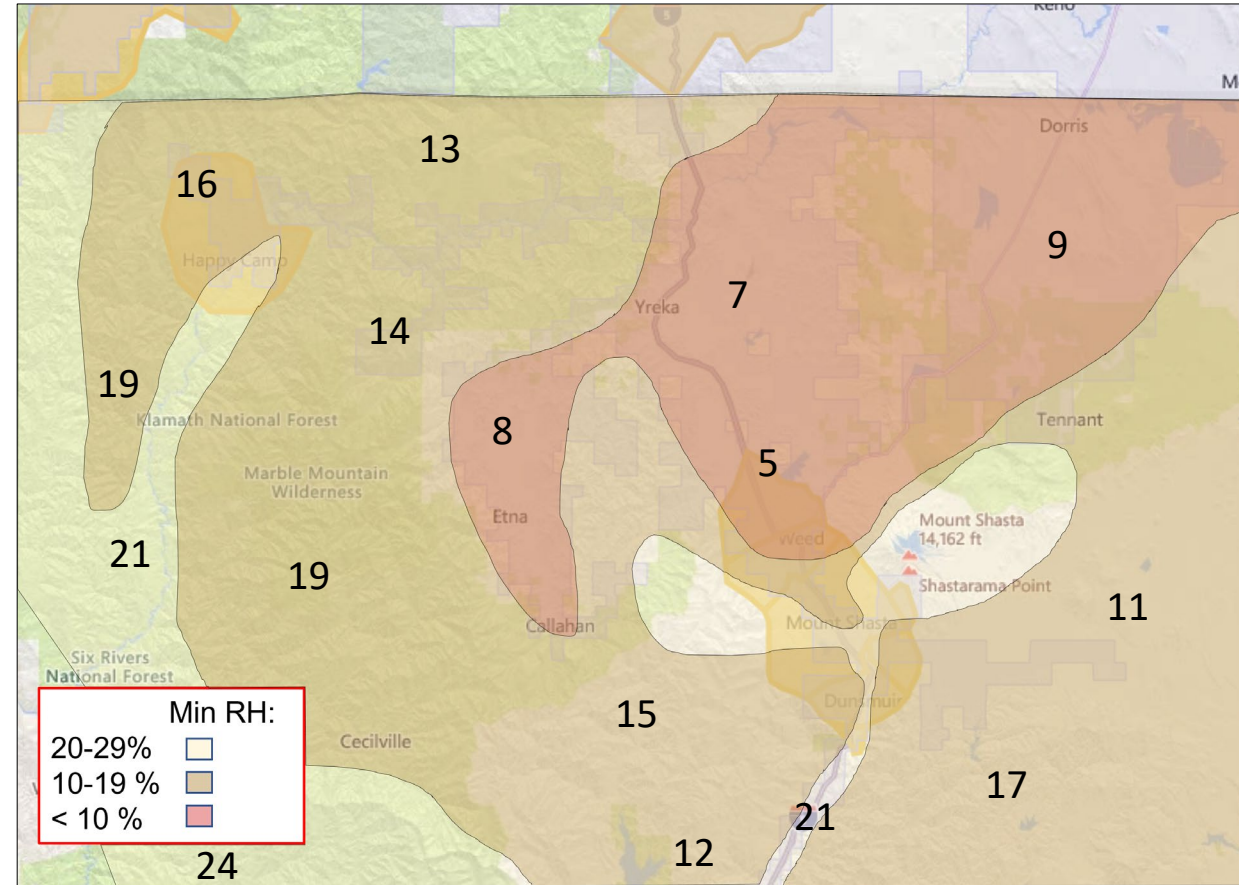 5
13
Dorris
16
Happy Camp
9
7
Yreka
14
19
Klamath National Forest
Tennant
8
5
Marble Mountain
Wilderness
Etna
Mount Shasta
14,162 ft
Weed
21
19
Shastarama Point
11
Callahan
Mount Shasta
Six Rivers
National Forest
Dunsmuir
15
Min RH:
20-29%
10-19 %
< 10 %
Cecilville
17
21
12
24